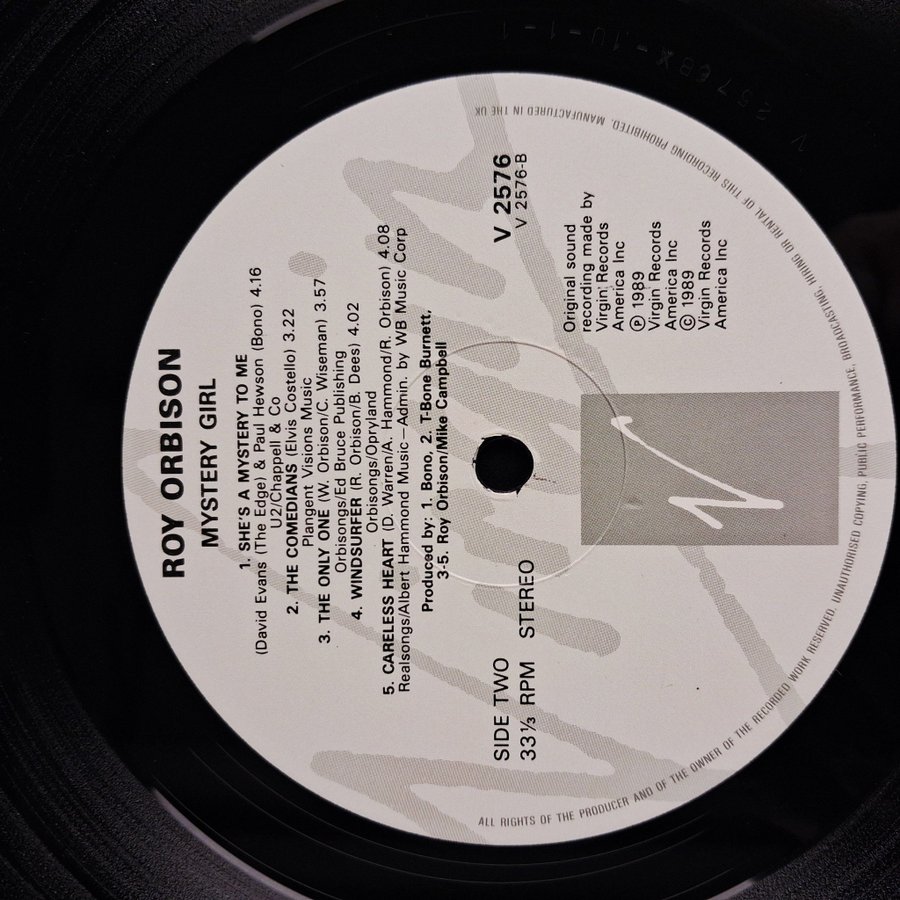 ROY ORBISON
MYSTERY GIRL
1. SHE'S A MYSTERY TO ME
(David Evans (The Edge) & Paul Hewson (Bono) 4.16
U2/Chappell & Co
2. THE COMEDIANS (Elvis Costello) 3.22
Plangent Visions Music
3. THE ONLY ONE (W. Orbison/C. Wiseman) 3.57
Orbisongs/Ed Bruce Publishing
4. WINDSURFER (R. Orbison/B. Dees) 4.02
Orbisongs/Opryland
5. CARELESS HEART (D. Warren/A. Hammond/R. Orbison) 4.08
Realsongs/Albert Hammond Music—Admin. by WB Music Corp
Produced by: 1. Bono, 2. T-Bone Burnett,
3-5. Roy Orbison/Mike Campbell
SIDE TWO
33⅓ RPM STEREO
V 2576
V 2576-B
Original sound
recording made by
Virgin Records
America Inc
℗ 1989
Virgin Records
America Inc
© 1989
Virgin Records
America Inc
ALL RIGHTS OF THE PRODUCER AND OF THE OWNER OF THE RECORDED WORK RESERVED. UNAUTHORISED COPYING, PUBLIC PERFORMANCE, BROADCASTING, HIRING OR RENTAL OF THIS RECORDING PROHIBITED. MANUFACTURED IN THE UK